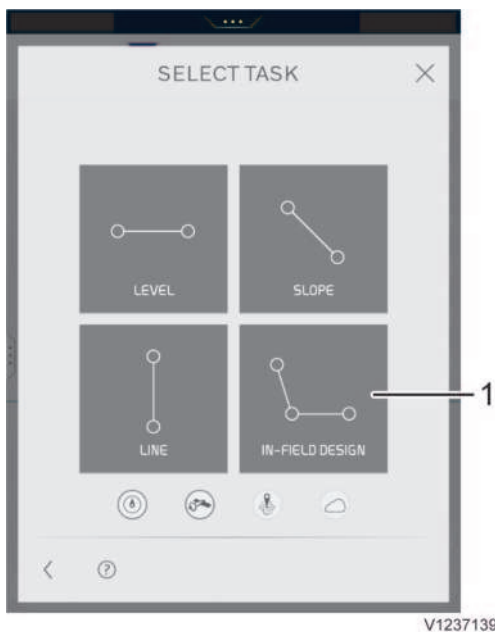 SELECT TASK
LEVEL
SLOPE
1
LINE
IN-FIELD DESIGN
?
V1237139